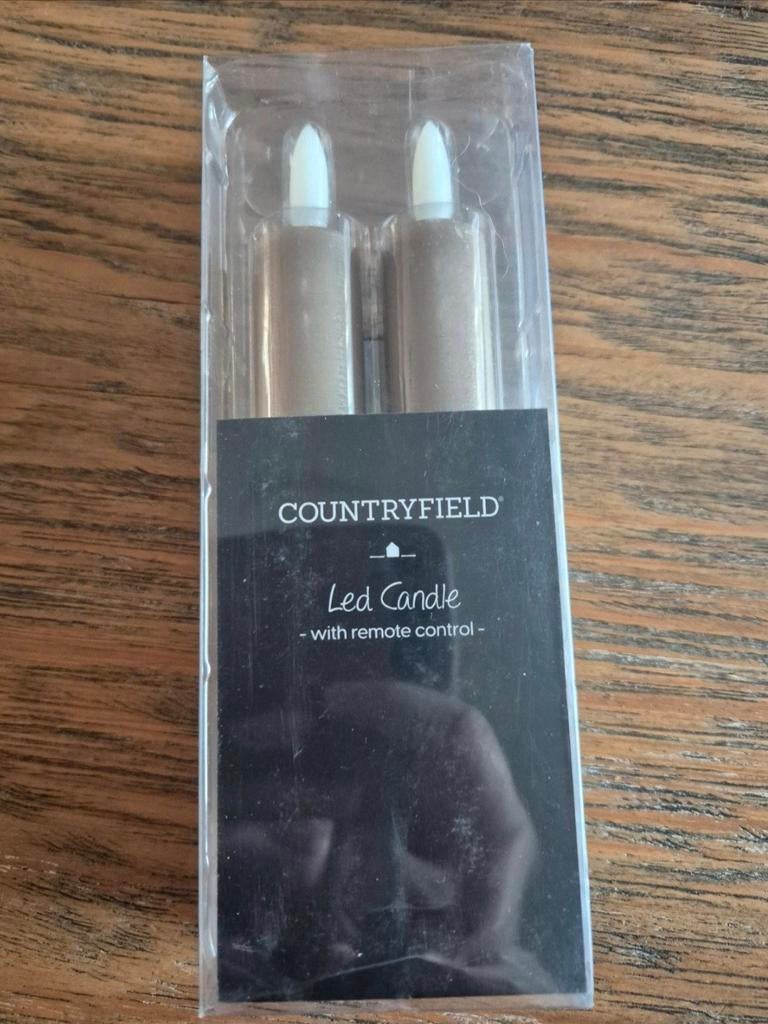 COUNTRYFIELD®
Led Candle
- with remote control -